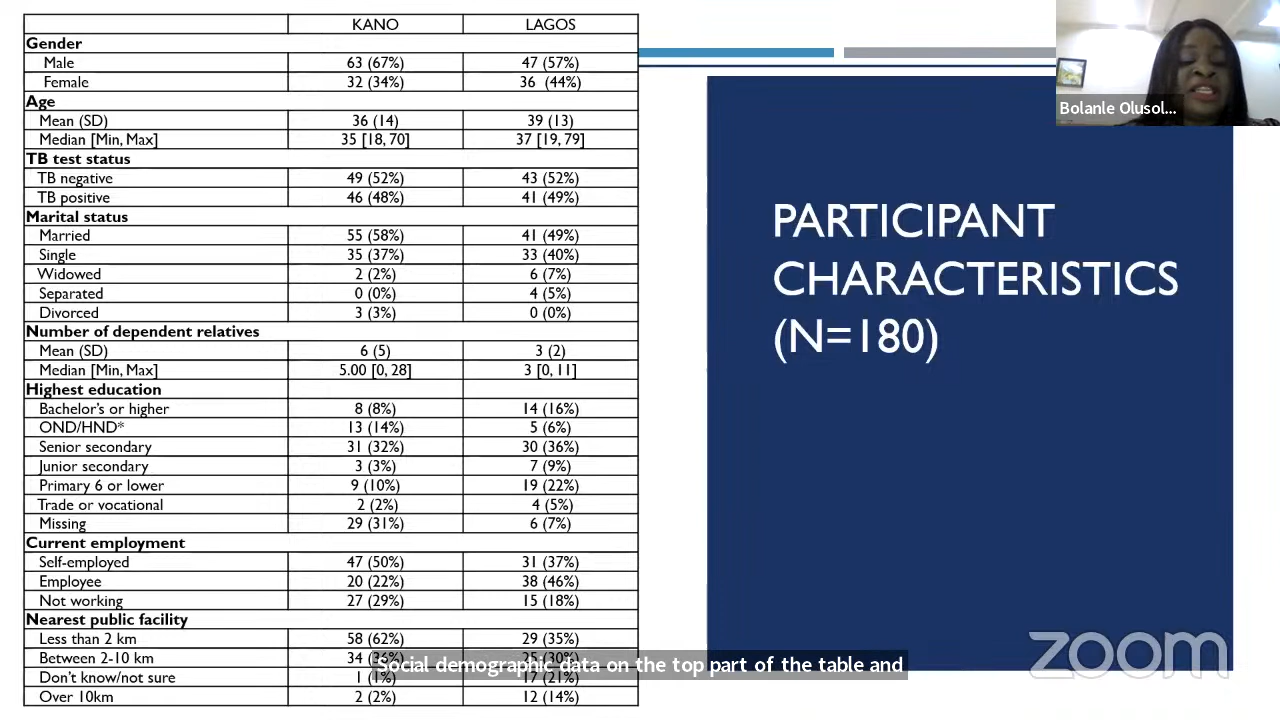 KANO LAGOS
Gender
Male 63 (67%) 47 (57%)
Female 32 (34%) 36 (44%)
Age
Mean (SD) 36 (14) 39 (13)
Median [Min, Max] 35 [18, 70] 37 [19, 79]
TB test status
TB negative 49 (52%) 43 (52%)
TB positive 46 (48%) 41 (49%)
Marital status
Married 55 (58%) 41 (49%)
Single 35 (37%) 33 (40%)
Widowed 2 (2%) 6 (7%)
Separated 0 (0%) 4 (5%)
Divorced 3 (3%) 0 (0%)
Number of dependent relatives
Mean (SD) 6 (5) 3 (2)
Median [Min, Max] 5.00 [0, 28] 3 [0, 11]
Highest education
Bachelor's or higher 8 (8%) 14 (16%)
OND/HND* 13 (14%) 5 (6%)
Senior secondary 31 (32%) 30 (36%)
Junior secondary 3 (3%) 7 (9%)
Primary 6 or lower 9 (10%) 19 (22%)
Trade or vocational 2 (2%) 4 (5%)
Missing 29 (31%) 6 (7%)
Current employment
Self-employed 47 (50%) 31 (37%)
Employee 20 (22%) 38 (46%)
Not working 27 (29%) 15 (18%)
Nearest public facility
Less than 2 km 58 (62%) 29 (35%)
Between 2-10 km 34 (36%) 25 (30%)
Don't know/not sure 1 (1%) 17 (21%)
Over 10km 2 (2%) 12 (14%)
Social demographic data on the top part of the table and
PARTICIPANT
CHARACTERISTICS
(N=180)
Bolanle Olusol...
zoom